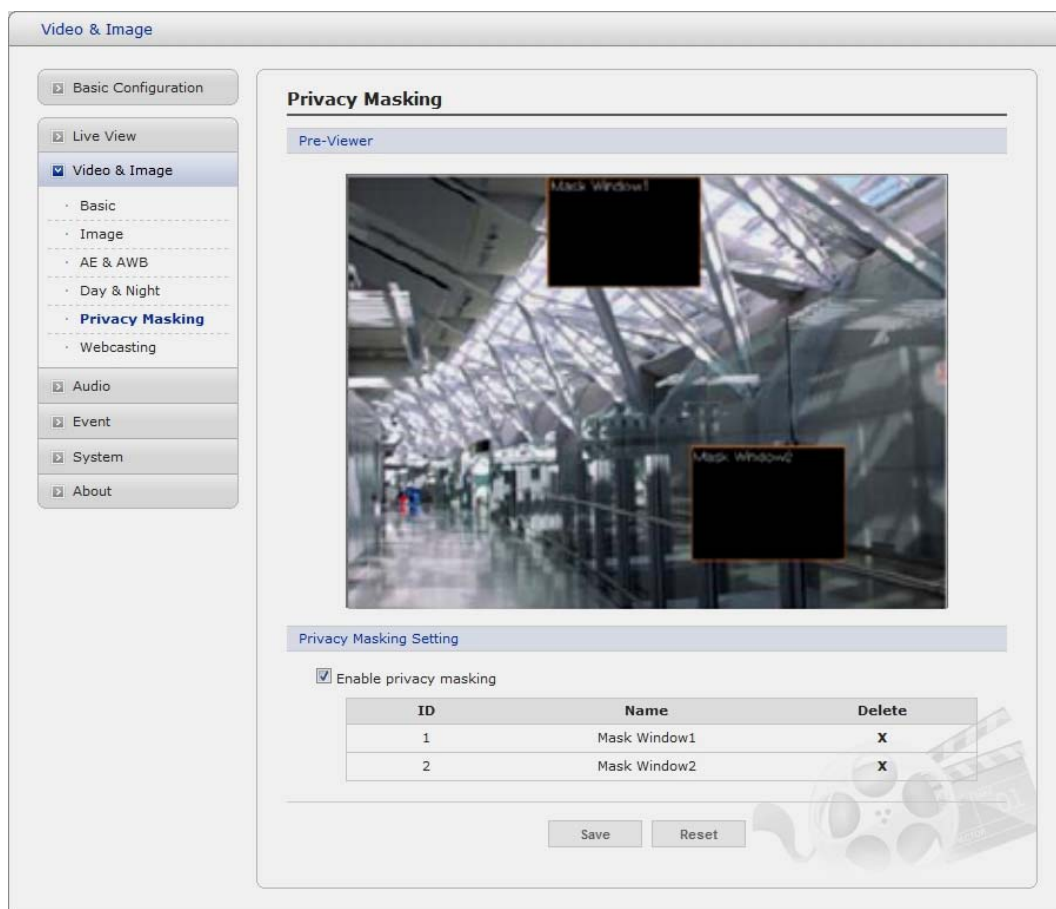 Video & Image
Basic Configuration
Live View
Video & Image
· Basic
· Image
· AE & AWB
· Day & Night
· Privacy Masking
· Webcasting
Audio
Event
System
About
Privacy Masking
Pre-Viewer
Mask Window1
Mask Window2
Privacy Masking Setting
Enable privacy masking
ID Name Delete
1 Mask Window1 X
2 Mask Window2 X
01
Save Reset